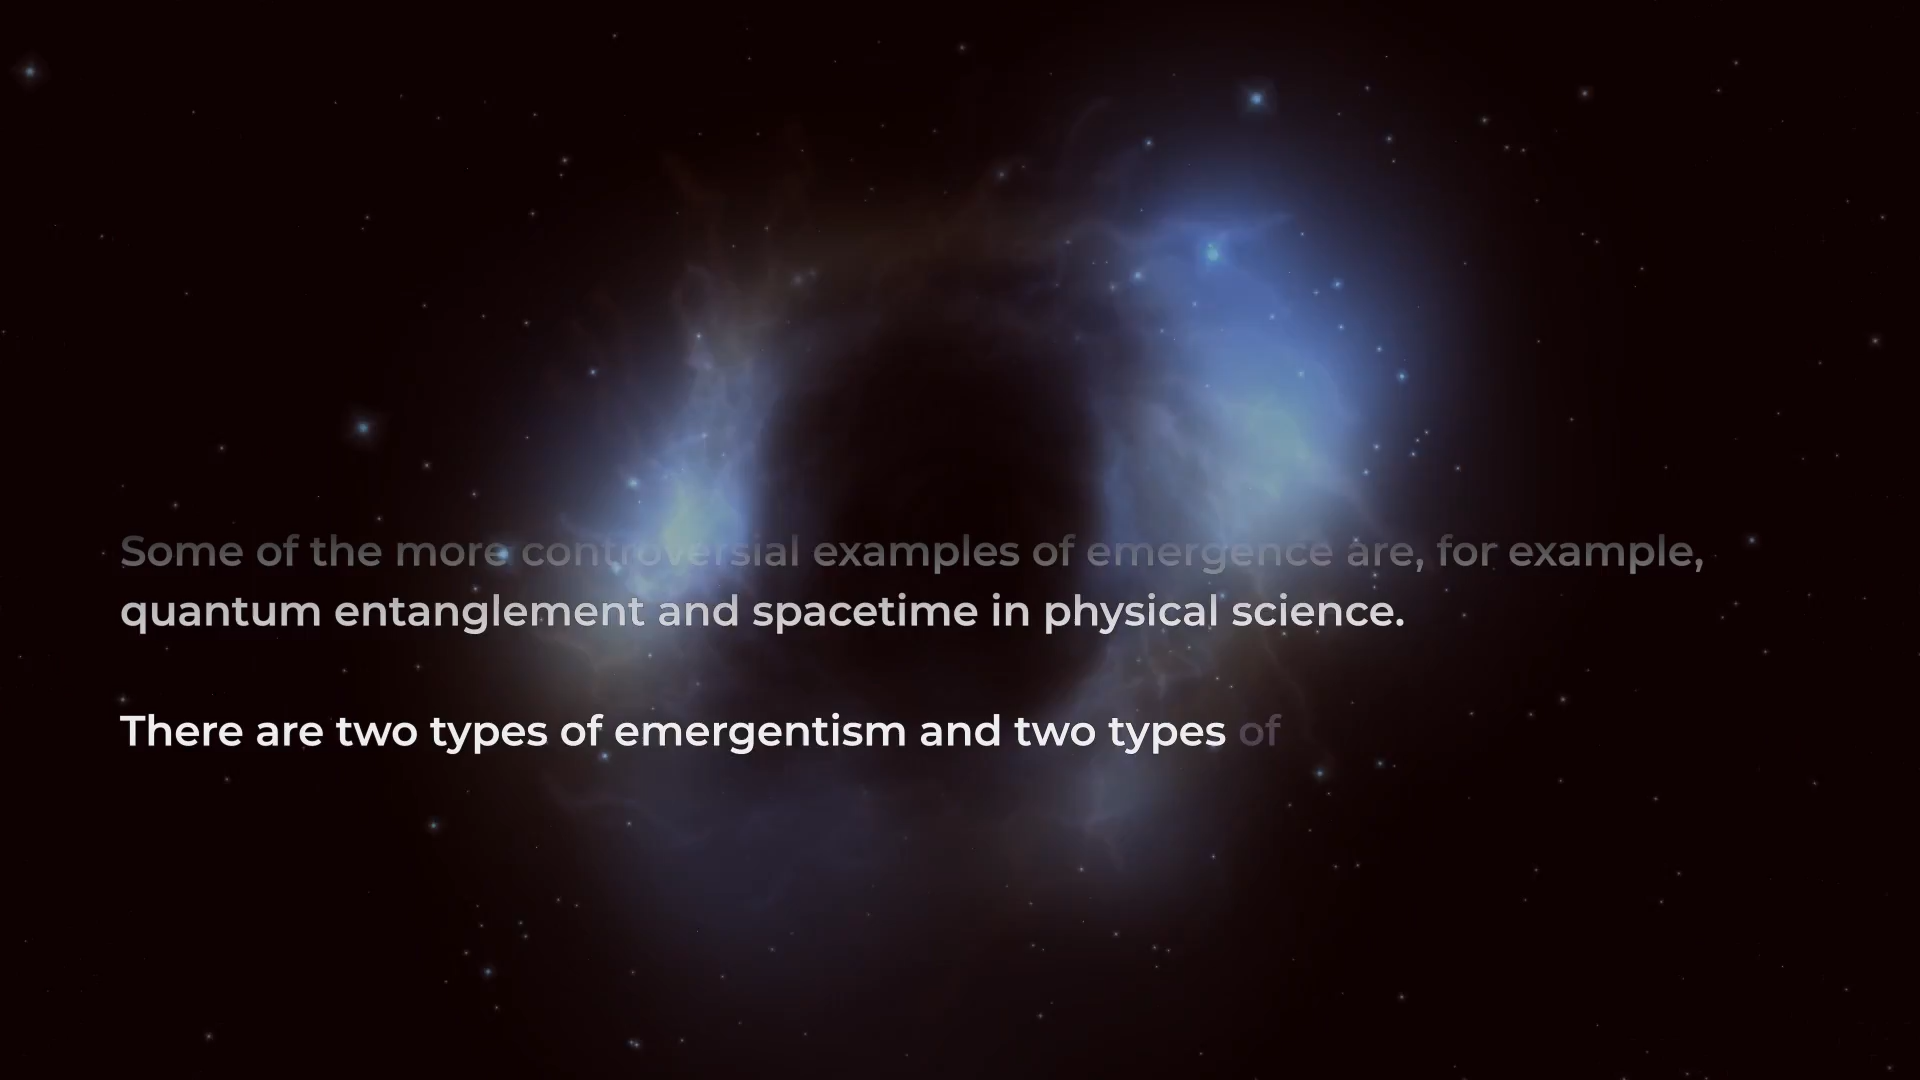 Some of the more controversial examples of emergence are, for example,
quantum entanglement and spacetime in physical science.
There are two types of emergentism and two types of